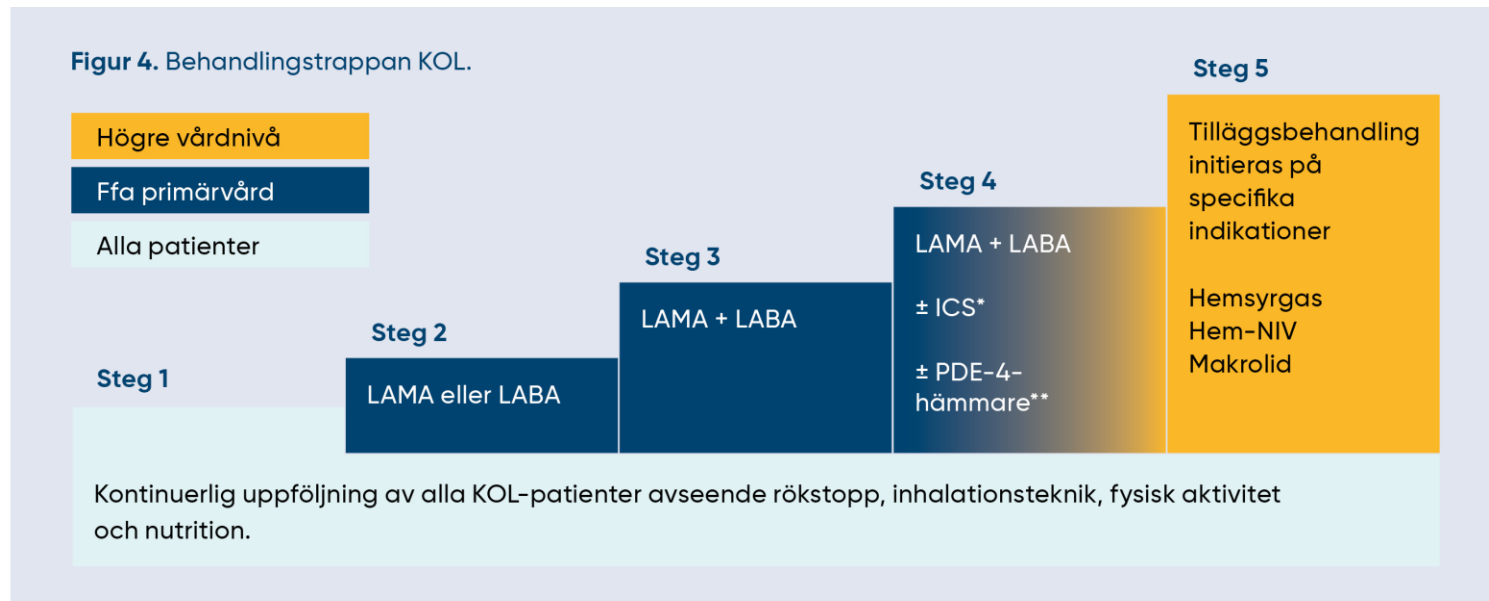 Figur 4. Behandlingstrappan KOL.
Högre vårdnivå
Ffa primärvård
Alla patienter
Steg 1
Steg 2
LAMA eller LABA
Steg 3
LAMA + LABA
Steg 4
LAMA + LABA
± ICS*
± PDE-4-
hämmare**
Steg 5
Tilläggsbehandling
initieras på
specifika
indikationer
Hemsyrgas
Hem-NIV
Makrolid
Kontinuerlig uppföljning av alla KOL-patienter avseende rökstopp, inhalationsteknik, fysisk aktivitet
och nutrition.